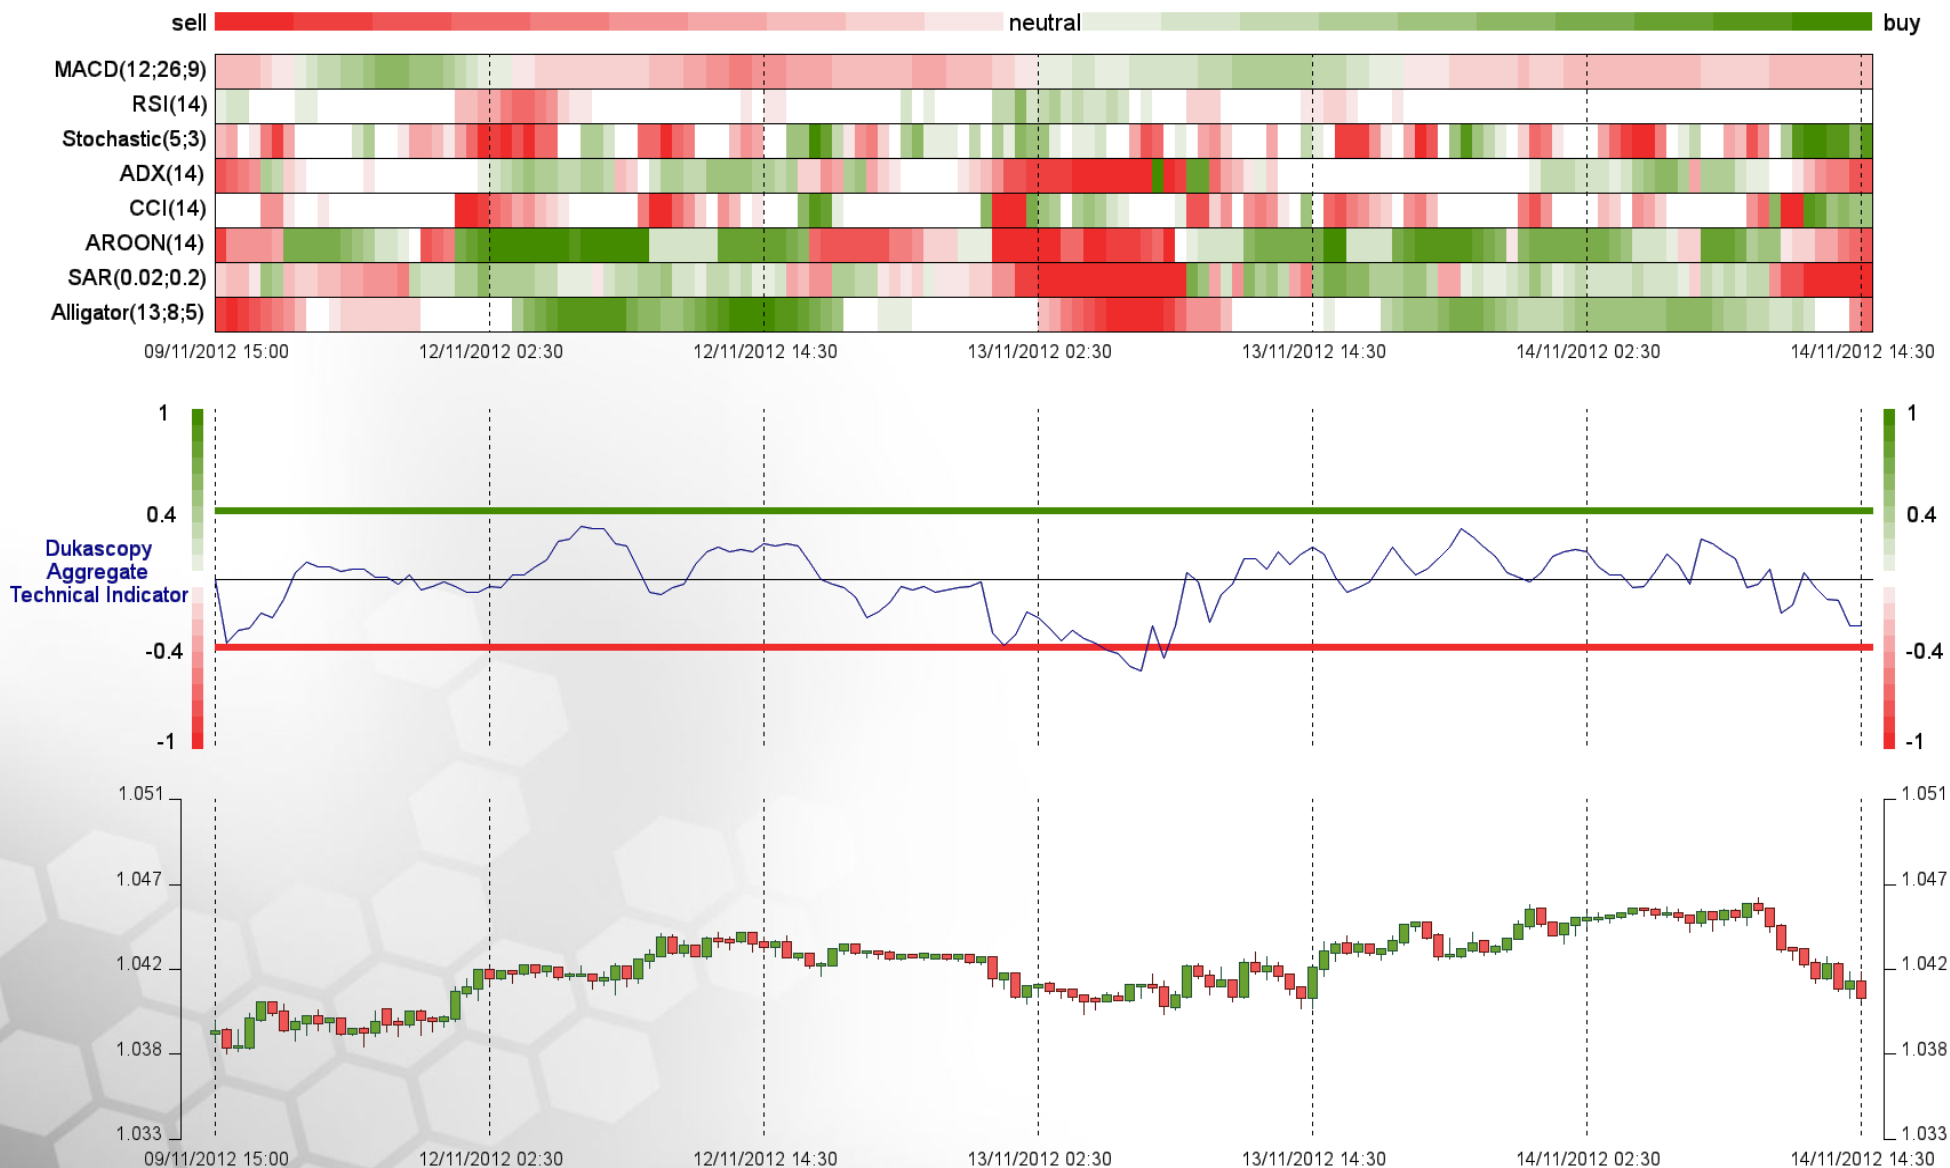 sell neutral buy
MACD(12;26;9)
RSI(14)
Stochastic(5;3)
ADX(14)
CCI(14)
AROON(14)
SAR(0.02;0.2)
Alligator(13;8;5)
09/11/2012 15:00 12/11/2012 02:30 12/11/2012 14:30 13/11/2012 02:30 13/11/2012 14:30 14/11/2012 02:30 14/11/2012 14:30
1 1
0.4 0.4
Dukascopy
Aggregate
Technical Indicator
-0.4 -0.4
-1 -1
1.051 1.051
1.047 1.047
1.042 1.042
1.038 1.038
1.033 1.033
09/11/2012 15:00 12/11/2012 02:30 12/11/2012 14:30 13/11/2012 02:30 13/11/2012 14:30 14/11/2012 02:30 14/11/2012 14:30